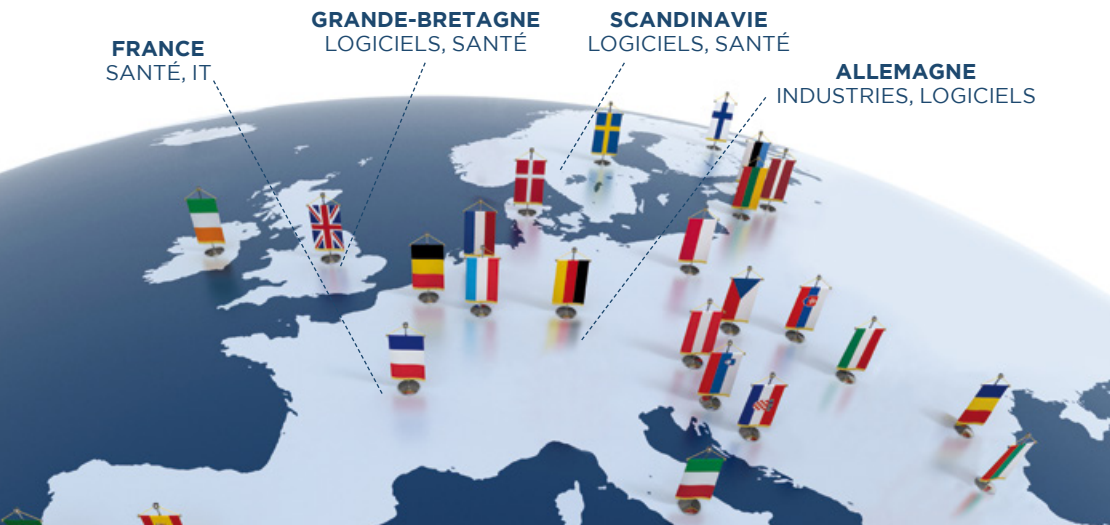 FRANCE
SANTÉ, IT
GRANDE-BRETAGNE
LOGICIELS, SANTÉ
SCANDINAVIE
LOGICIELS, SANTÉ
ALLEMAGNE
INDUSTRIES, LOGICIELS